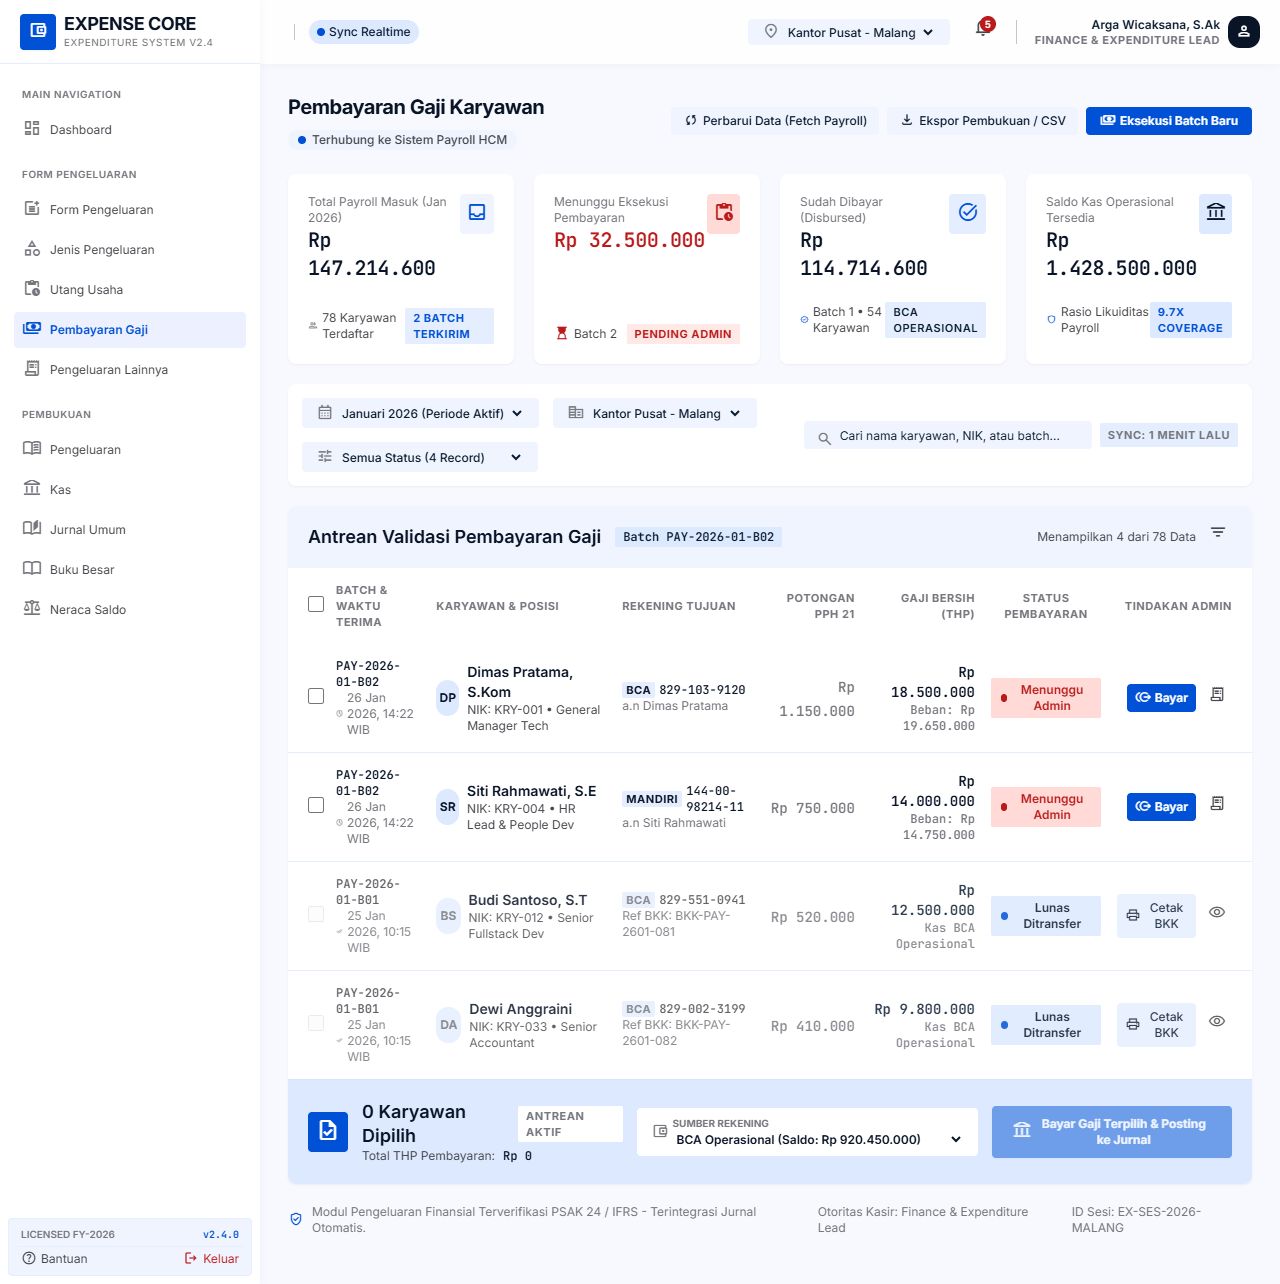 EXPENSE CORE
EXPENDITURE SYSTEM V2.4
Sync Realtime
Kantor Pusat - Malang
5
Arga Wicaksana, S.Ak
FINANCE & EXPENDITURE LEAD
MAIN NAVIGATION
Dashboard
FORM PENGELUARAN
Form Pengeluaran
Jenis Pengeluaran
Utang Usaha
Pembayaran Gaji
Pengeluaran Lainnya
PEMBUKUAN
Pengeluaran
Kas
Jurnal Umum
Buku Besar
Neraca Saldo
LICENSED FY-2026
v2.4.0
Bantuan
Keluar
Pembayaran Gaji Karyawan
Terhubung ke Sistem Payroll HCM
Perbarui Data (Fetch Payroll)
Ekspor Pembukuan / CSV
Eksekusi Batch Baru
Total Payroll Masuk (Jan
2026)
Rp
147.214.600
78 Karyawan
Terdaftar
2 BATCH
TERKIRIM
Menunggu Eksekusi
Pembayaran
Rp 32.500.000
Batch 2
PENDING ADMIN
Sudah Dibayar
(Disbursed)
Rp
114.714.600
Batch 1 • 54
Karyawan
BCA
OPERASIONAL
Saldo Kas Operasional
Tersedia
Rp
1.428.500.000
Rasio Likuiditas
Payroll
9.7X
COVERAGE
Januari 2026 (Periode Aktif)
Kantor Pusat - Malang
Semua Status (4 Record)
Cari nama karyawan, NIK, atau batch...
SYNC: 1 MENIT LALU
Antrean Validasi Pembayaran Gaji
Batch PAY-2026-01-B02
Menampilkan 4 dari 78 Data
BATCH &
WAKTU
TERIMA
KARYAWAN & POSISI
REKENING TUJUAN
POTONGAN
PPH 21
GAJI BERSIH
(THP)
STATUS
PEMBAYARAN
TINDAKAN ADMIN
PAY-2026-
01-B02
26 Jan
2026, 14:22
WIB
DP
Dimas Pratama,
S.Kom
NIK: KRY-001 • General
Manager Tech
BCA 829-103-9120
a.n Dimas Pratama
Rp
1.150.000
Rp
18.500.000
Beban: Rp
19.650.000
Menunggu
Admin
Bayar
PAY-2026-
01-B02
26 Jan
2026, 14:22
WIB
SR
Siti Rahmawati, S.E
NIK: KRY-004 • HR
Lead & People Dev
MANDIRI 144-00-
98214-11
a.n Siti Rahmawati
Rp 750.000
Rp
14.000.000
Beban: Rp
14.750.000
Menunggu
Admin
Bayar
PAY-2026-
01-B01
25 Jan
2026, 10:15
WIB
BS
Budi Santoso, S.T
NIK: KRY-012 • Senior
Fullstack Dev
BCA 829-551-0941
Ref BKK: BKK-PAY-
2601-081
Rp 520.000
Rp
12.500.000
Kas BCA
Operasional
Lunas
Ditransfer
Cetak
BKK
PAY-2026-
01-B01
25 Jan
2026, 10:15
WIB
DA
Dewi Anggraini
NIK: KRY-033 • Senior
Accountant
BCA 829-002-3199
Ref BKK: BKK-PAY-
2601-082
Rp 410.000
Rp 9.800.000
Kas BCA
Operasional
Lunas
Ditransfer
Cetak
BKK
0 Karyawan
Dipilih
ANTREAN
AKTIF
Total THP Pembayaran: Rp 0
SUMBER REKENING
BCA Operasional (Saldo: Rp 920.450.000)
Bayar Gaji Terpilih & Posting
ke Jurnal
Modul Pengeluaran Finansial Terverifikasi PSAK 24 / IFRS - Terintegrasi Jurnal
Otomatis.
Otoritas Kasir: Finance & Expenditure
Lead
ID Sesi: EX-SES-2026-
MALANG